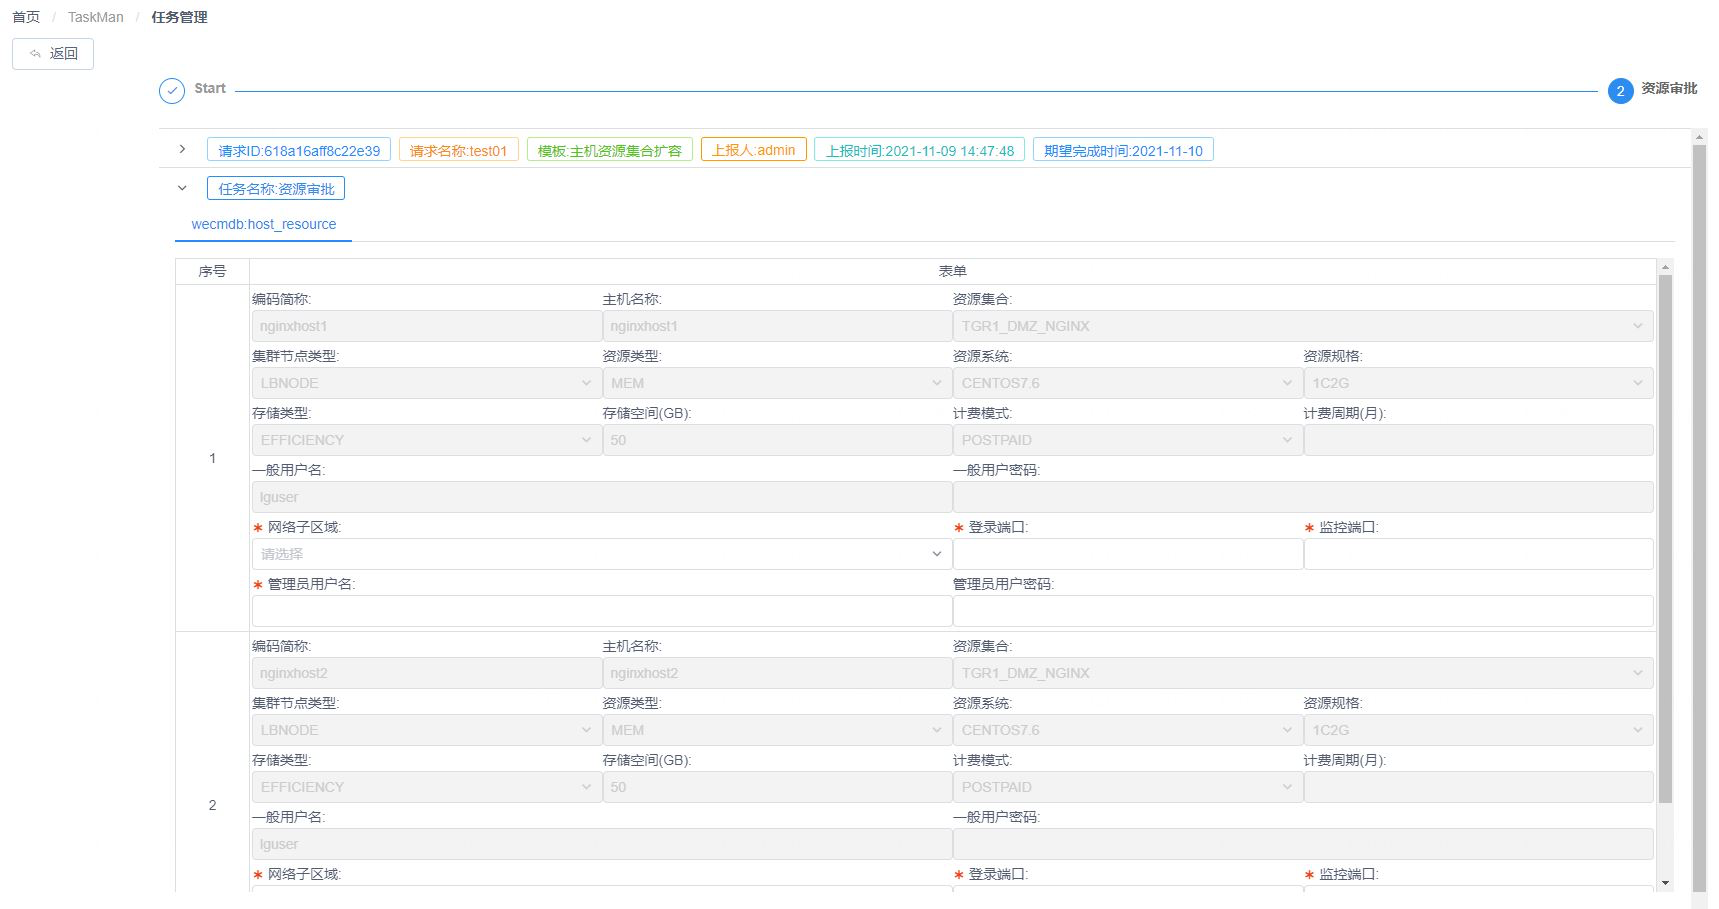 首页 / TaskMan / 任务管理
返回
Start 2 资源审批
请求ID:618a16aff8c22e39 请求名称:test01 模板:主机资源集合扩容 上报人:admin 上报时间:2021-11-09 14:47:48 期望完成时间:2021-11-10
任务名称:资源审批
wecmdb:host_resource
序号 表单
1
编码简称: 主机名称: 资源集合:
nginxhost1 nginxhost1 TGR1_DMZ_NGINX
集群节点类型: 资源类型: 资源系统: 资源规格:
LBNODE MEM CENTOS7.6 1C2G
存储类型: 存储空间(GB): 计费模式: 计费周期(月):
EFFICIENCY 50 POSTPAID
一般用户名: 一般用户密码:
lguser
* 网络子区域: * 登录端口: * 监控端口:
请选择
* 管理员用户名: 管理员用户密码:
2
编码简称: 主机名称: 资源集合:
nginxhost2 nginxhost2 TGR1_DMZ_NGINX
集群节点类型: 资源类型: 资源系统: 资源规格:
LBNODE MEM CENTOS7.6 1C2G
存储类型: 存储空间(GB): 计费模式: 计费周期(月):
EFFICIENCY 50 POSTPAID
一般用户名: 一般用户密码:
lguser
* 网络子区域: * 登录端口: * 监控端口: